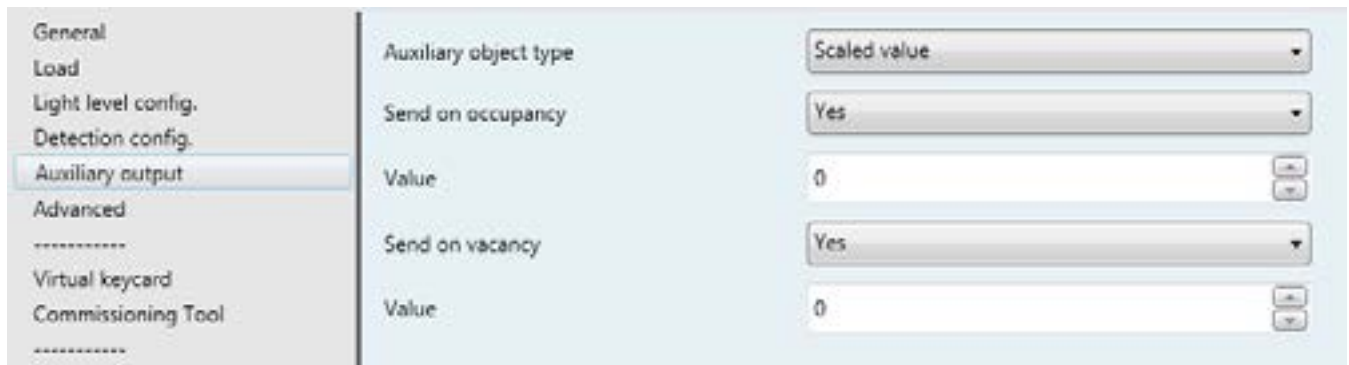 General
Load
Light level config.
Detection config.
Auxiliary output
Advanced
-----------
Virtual keycard
Commissioning Tool
-----------
Auxiliary object type Scaled value
Send on occupancy Yes
Value 0
Send on vacancy Yes
Value 0